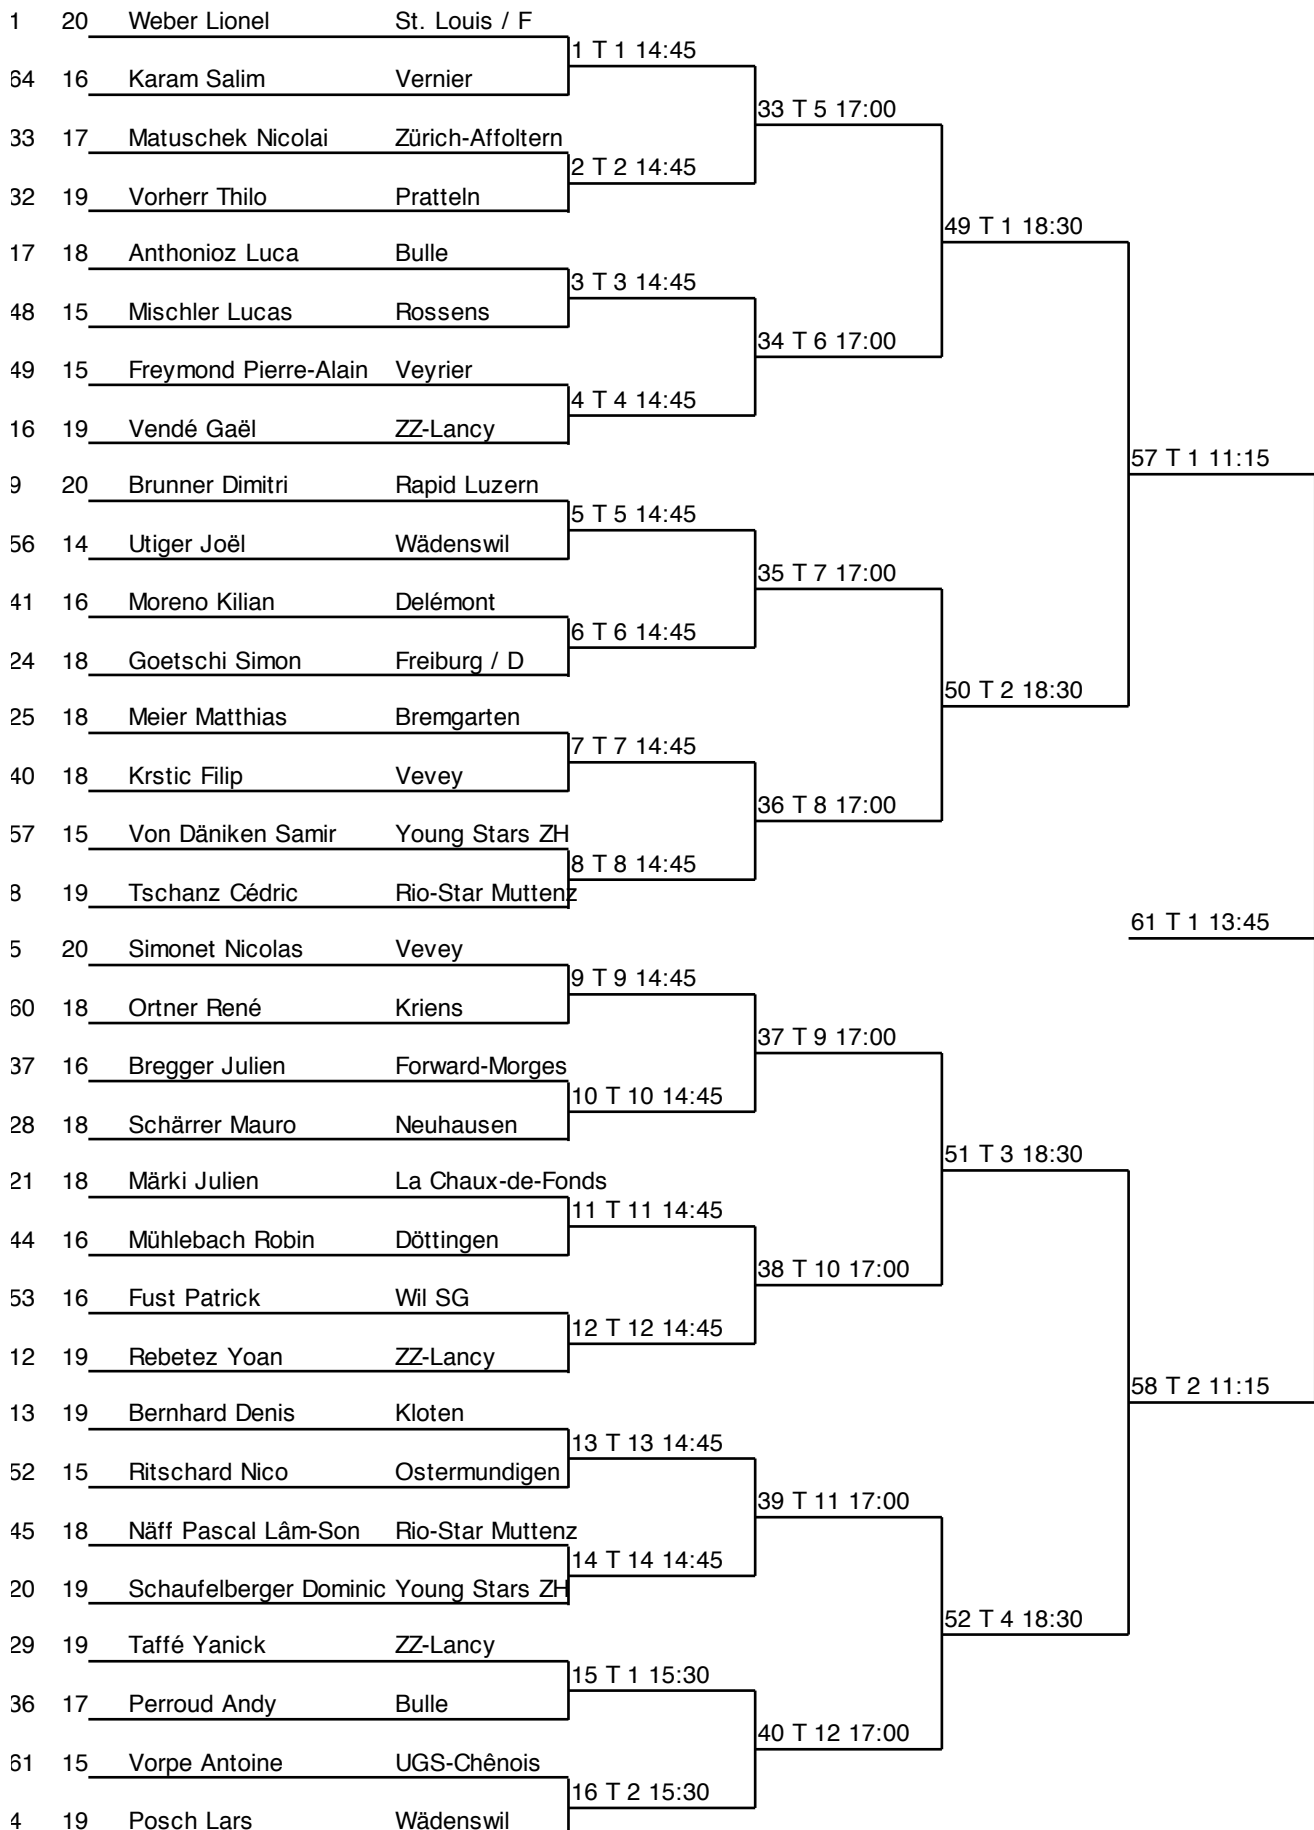 1 20 Weber Lionel St. Louis / F
1 T 1 14:45
64 16 Karam Salim Vernier
33 T 5 17:00
33 17 Matuschek Nicolai Zürich-Affoltern
2 T 2 14:45
32 19 Vorherr Thilo Pratteln
49 T 1 18:30
17 18 Anthonioz Luca Bulle
3 T 3 14:45
48 15 Mischler Lucas Rossens
34 T 6 17:00
49 15 Freymond Pierre-Alain Veyrier
4 T 4 14:45
16 19 Vendé Gaël ZZ-Lancy
57 T 1 11:15
9 20 Brunner Dimitri Rapid Luzern
5 T 5 14:45
56 14 Utiger Joël Wädenswil
35 T 7 17:00
41 16 Moreno Kilian Delémont
6 T 6 14:45
24 18 Goetschi Simon Freiburg / D
50 T 2 18:30
25 18 Meier Matthias Bremgarten
7 T 7 14:45
40 18 Krstic Filip Vevey
36 T 8 17:00
57 15 Von Däniken Samir Young Stars ZH
8 T 8 14:45
8 19 Tschanz Cédric Rio-Star Muttenz
61 T 1 13:45
5 20 Simonet Nicolas Vevey
9 T 9 14:45
60 18 Ortner René Kriens
37 T 9 17:00
37 16 Bregger Julien Forward-Morges
10 T 10 14:45
28 18 Schärrer Mauro Neuhausen
51 T 3 18:30
21 18 Märki Julien La Chaux-de-Fonds
11 T 11 14:45
44 16 Mühlebach Robin Döttingen
38 T 10 17:00
53 16 Fust Patrick Wil SG
12 T 12 14:45
12 19 Rebetez Yoan ZZ-Lancy
58 T 2 11:15
13 19 Bernhard Denis Kloten
13 T 13 14:45
52 15 Ritschard Nico Ostermundigen
39 T 11 17:00
45 18 Näff Pascal Lâm-Son Rio-Star Muttenz
14 T 14 14:45
20 19 Schaufelberger Dominic Young Stars ZH
52 T 4 18:30
29 19 Taffé Yanick ZZ-Lancy
15 T 1 15:30
36 17 Perroud Andy Bulle
40 T 12 17:00
61 15 Vorpe Antoine UGS-Chênois
16 T 2 15:30
4 19 Posch Lars Wädenswil